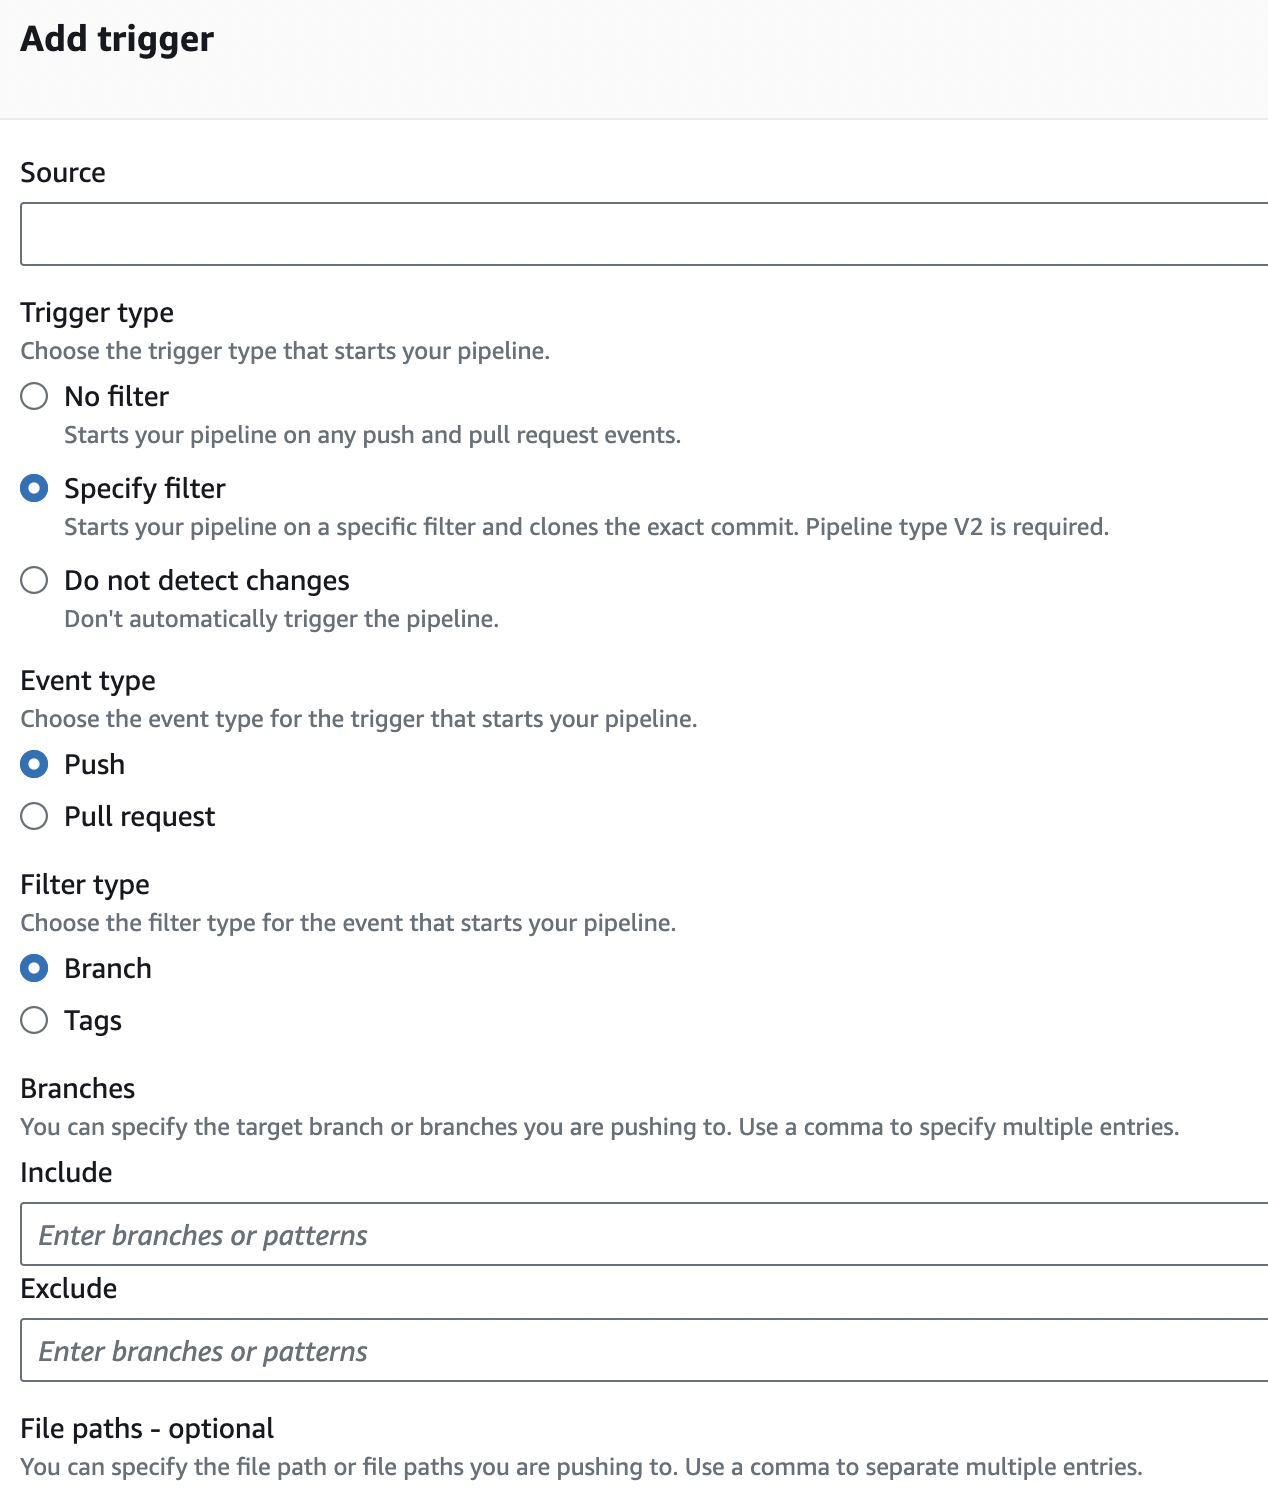 Add trigger
Source
Trigger type
Choose the trigger type that starts your pipeline.
No filter
Starts your pipeline on any push and pull request events.
Specify filter
Starts your pipeline on a specific filter and clones the exact commit. Pipeline type V2 is required.
Do not detect changes
Don't automatically trigger the pipeline.
Event type
Choose the event type for the trigger that starts your pipeline.
Push
Pull request
Filter type
Choose the filter type for the event that starts your pipeline.
Branch
Tags
Branches
You can specify the target branch or branches you are pushing to. Use a comma to specify multiple entries.
Include
Enter branches or patterns
Exclude
Enter branches or patterns
File paths - optional
You can specify the file path or file paths you are pushing to. Use a comma to separate multiple entries.